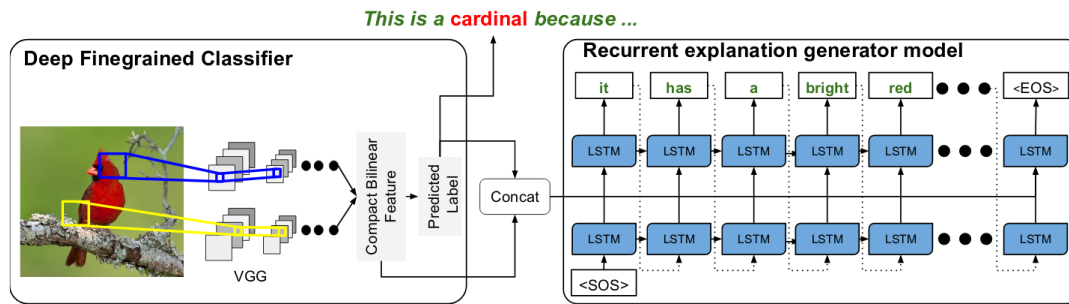 This is a cardinal because ...
Deep Finegrained Classifier
VGG
Compact Bilinear
Feature
Predicted
Label
Concat
Recurrent explanation generator model
it has a bright red <EOS>
LSTM LSTM LSTM LSTM LSTM LSTM
LSTM LSTM LSTM LSTM LSTM LSTM
<SOS>